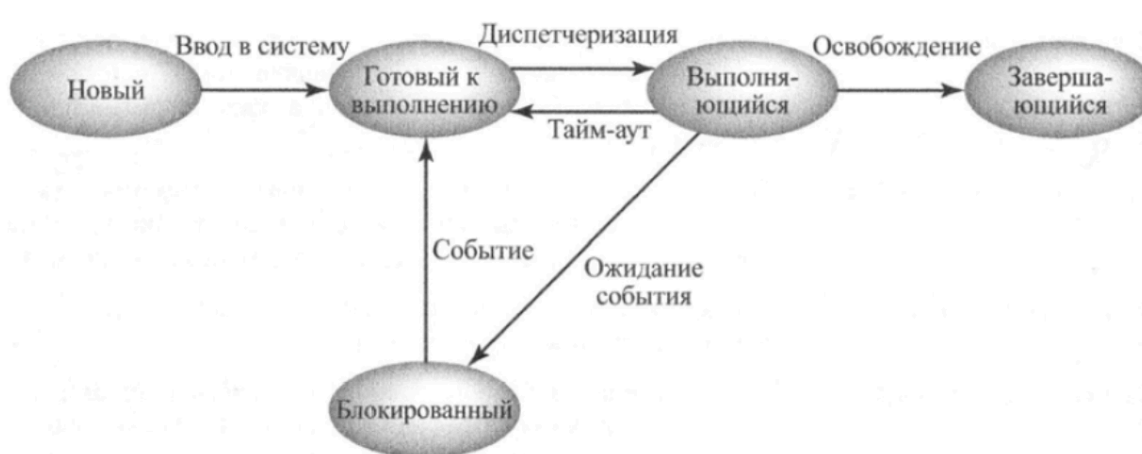 Ввод в систему
Диспетчеризация
Освобождение
Новый
Готовый к
выполнению
Выполня-
ющийся
Заверша-
ющийся
Тайм-аут
Событие
Ожидание
события
Блокированный